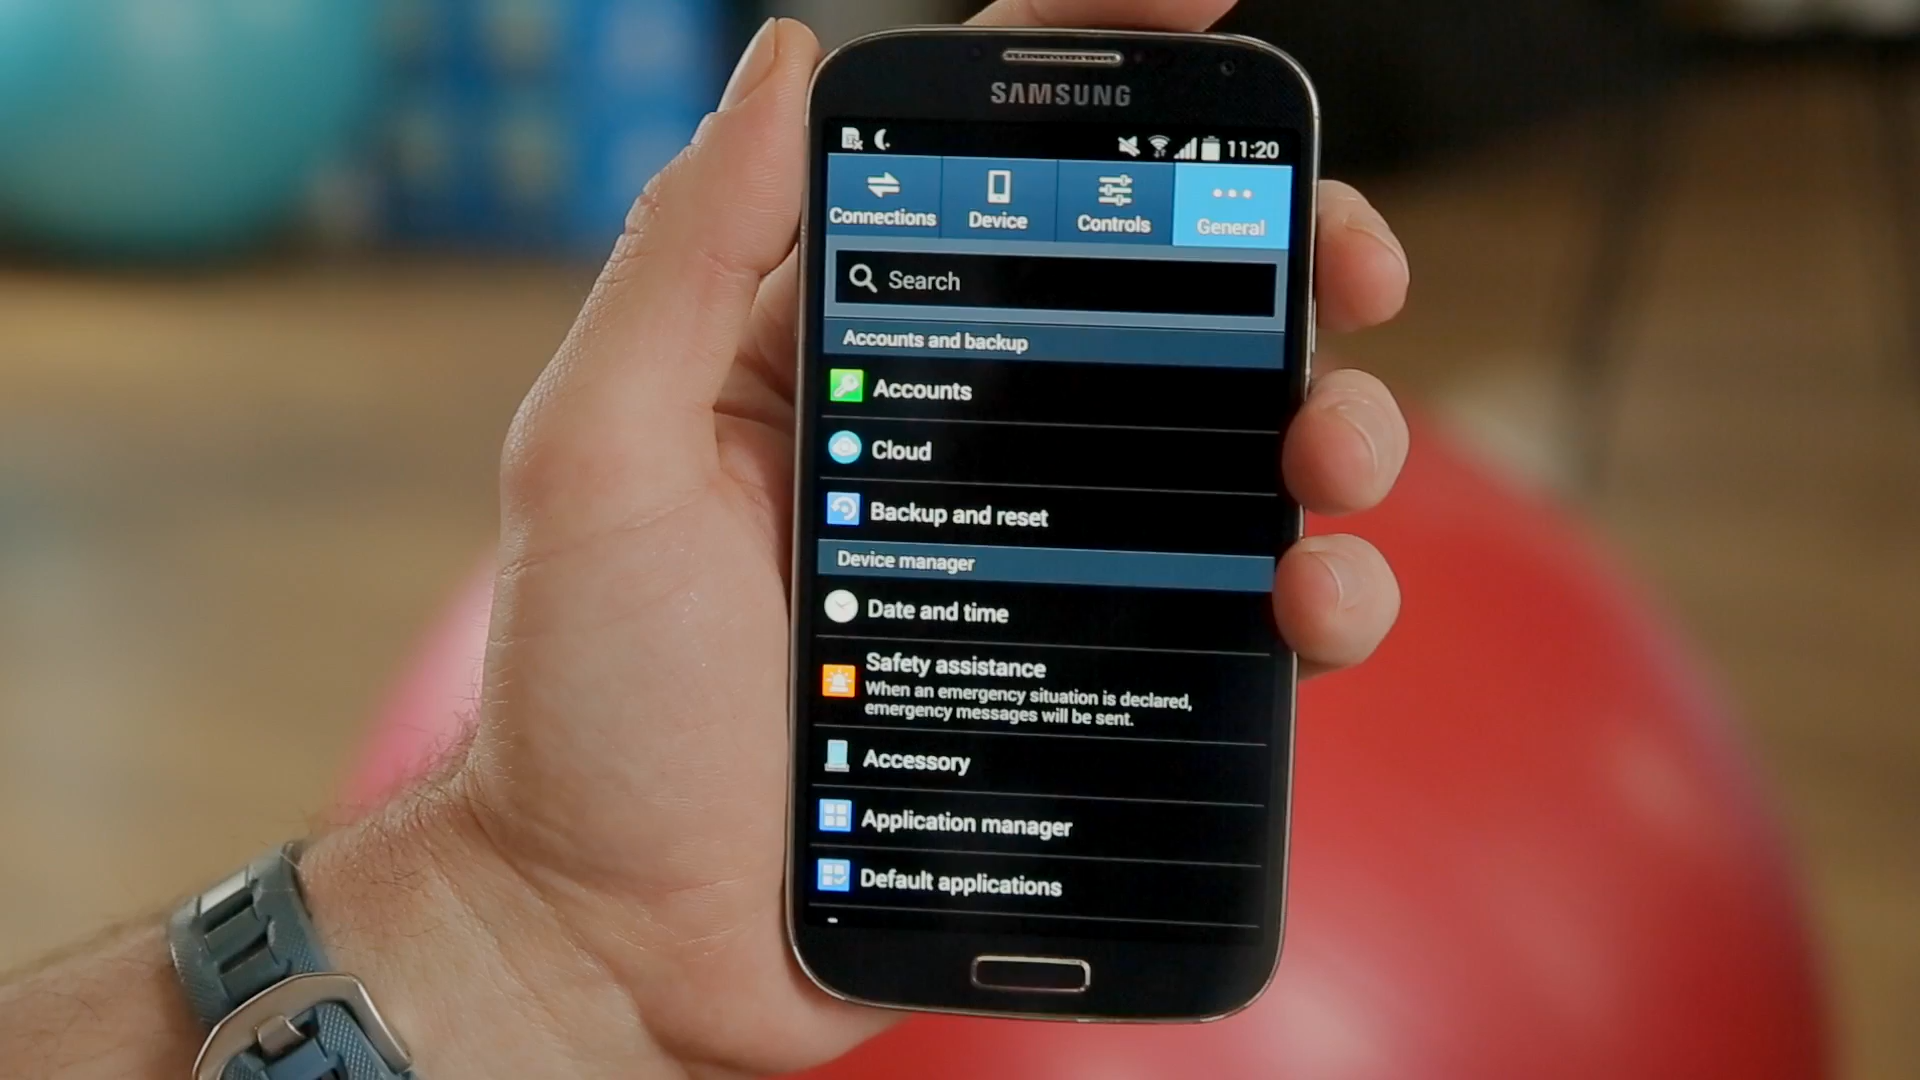 SAMSUNG
11:20
Connections
Device
Controls
General
Search
Accounts and backup
Accounts
Cloud
Backup and reset
Device manager
Date and time
Safety assistance
When an emergency situation is declared,
emergency messages will be sent.
Accessory
Application manager
Default applications